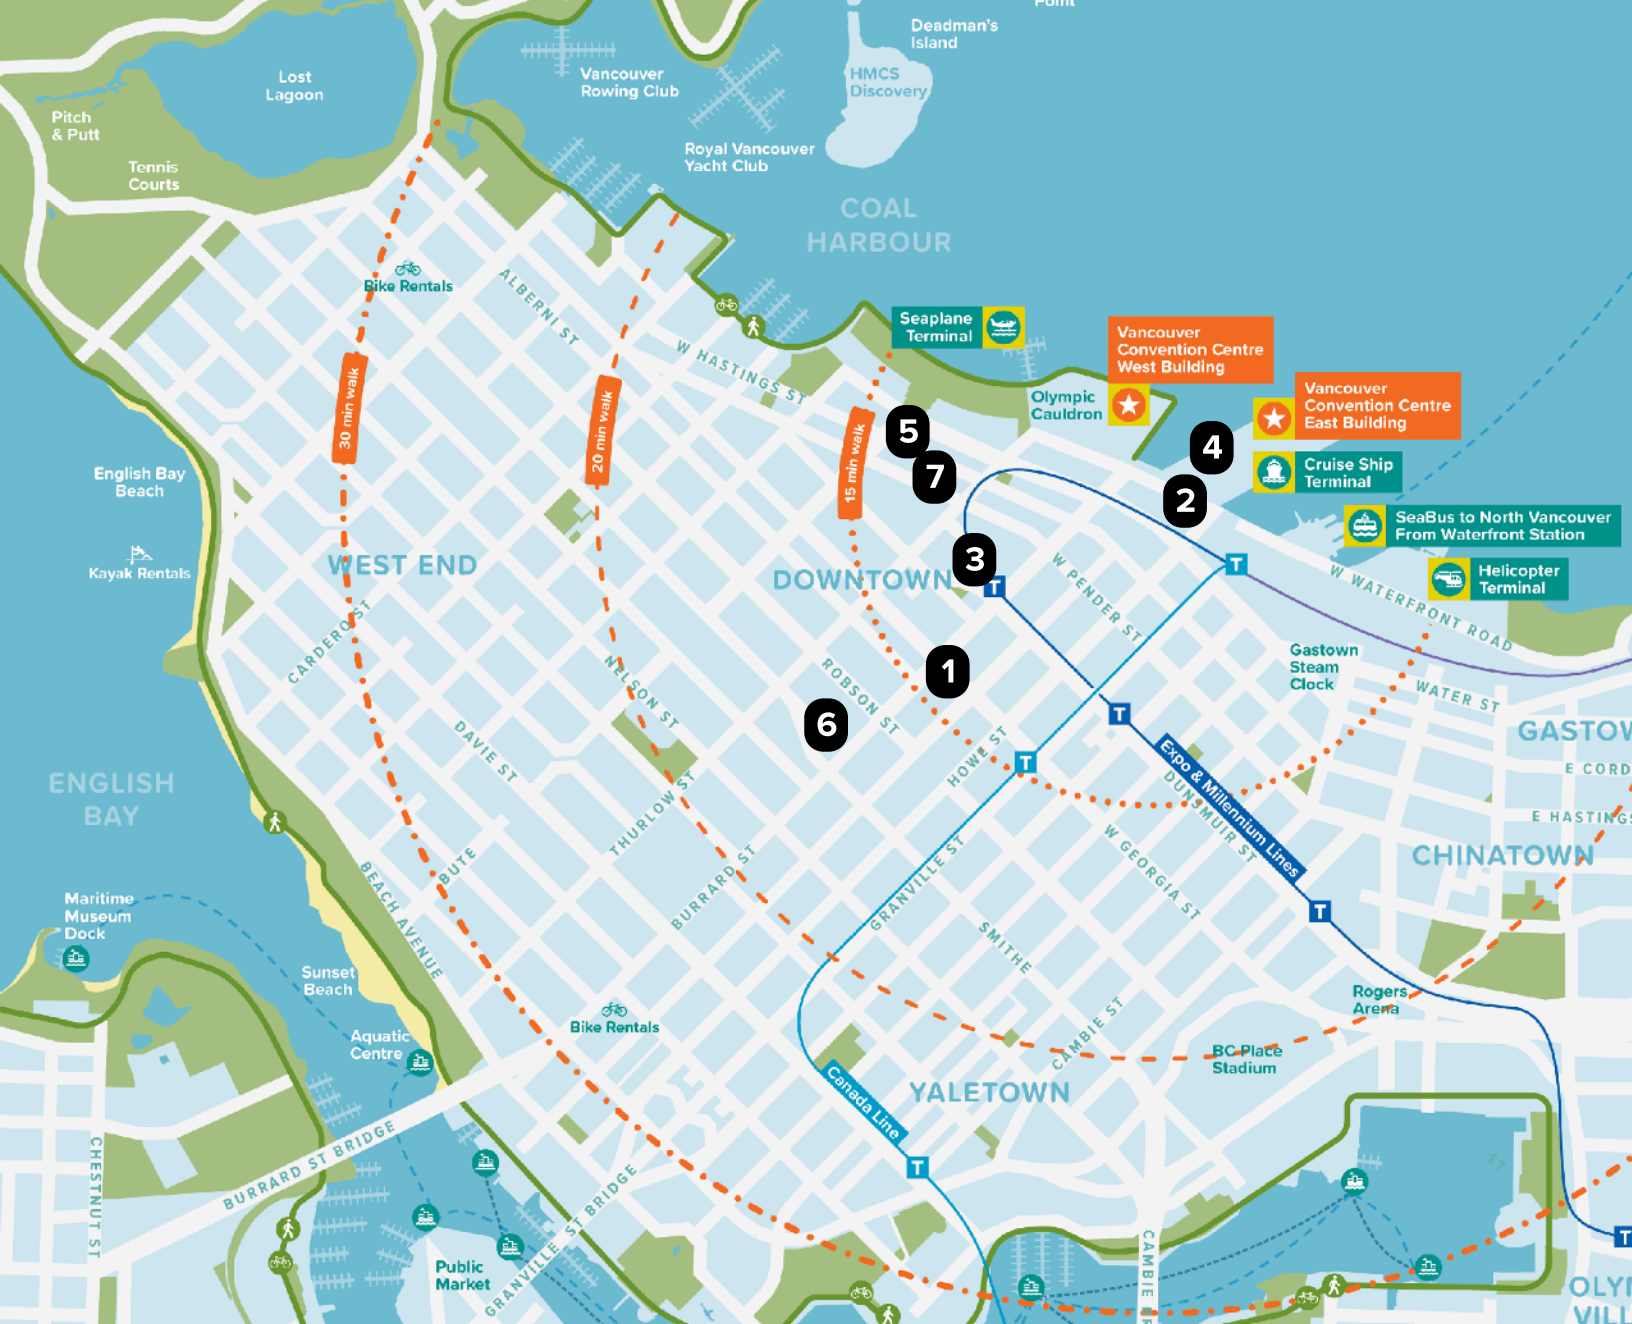 Point
Deadman's
Island
HMCS
Discovery
Lost
Lagoon
Vancouver
Rowing Club
Pitch
& Putt
Royal Vancouver
Yacht Club
Tennis
Courts
COAL
HARBOUR
Bike Rentals
ALBERNI ST
W HASTINGS ST
Seaplane
Terminal
Vancouver
Convention Centre
West Building
Olympic
Cauldron
Vancouver
Convention Centre
East Building
30 min walk
20 min walk
15 min walk
5
4
7
2
Cruise Ship
Terminal
English Bay
Beach
SeaBus to North Vancouver
From Waterfront Station
Kayak Rentals
WEST END
DOWNTOWN
3
T
T
W PENDER ST
Helicopter
Terminal
W WATERFRONT ROAD
CARDERO ST
NELSON ST
ROBSON ST
1
6
Gastown
Steam
Clock
WATER ST
GASTOW
T
DAVIE ST
HOWE ST
T
Expo & Millennium Lines
DUNSMUIR ST
E CORD
ENGLISH
BAY
THURLOW ST
E HASTINGS
W GEORGIA ST
CHINATOWN
BUTE
BURRARD ST
GRANVILLE ST
BEACH AVENUE
T
Maritime
Museum
Dock
SMITHE
Sunset
Beach
Rogers
Arena
Bike Rentals
CAMBIE ST
Aquatic
Centre
BC Place
Stadium
Canada Line
YALETOWN
T
BURRARD ST BRIDGE
CHESTNUT ST
GRANVILLE ST BRIDGE
ST
Public
Market
CAMBIE BR
T
OLYM
VILL